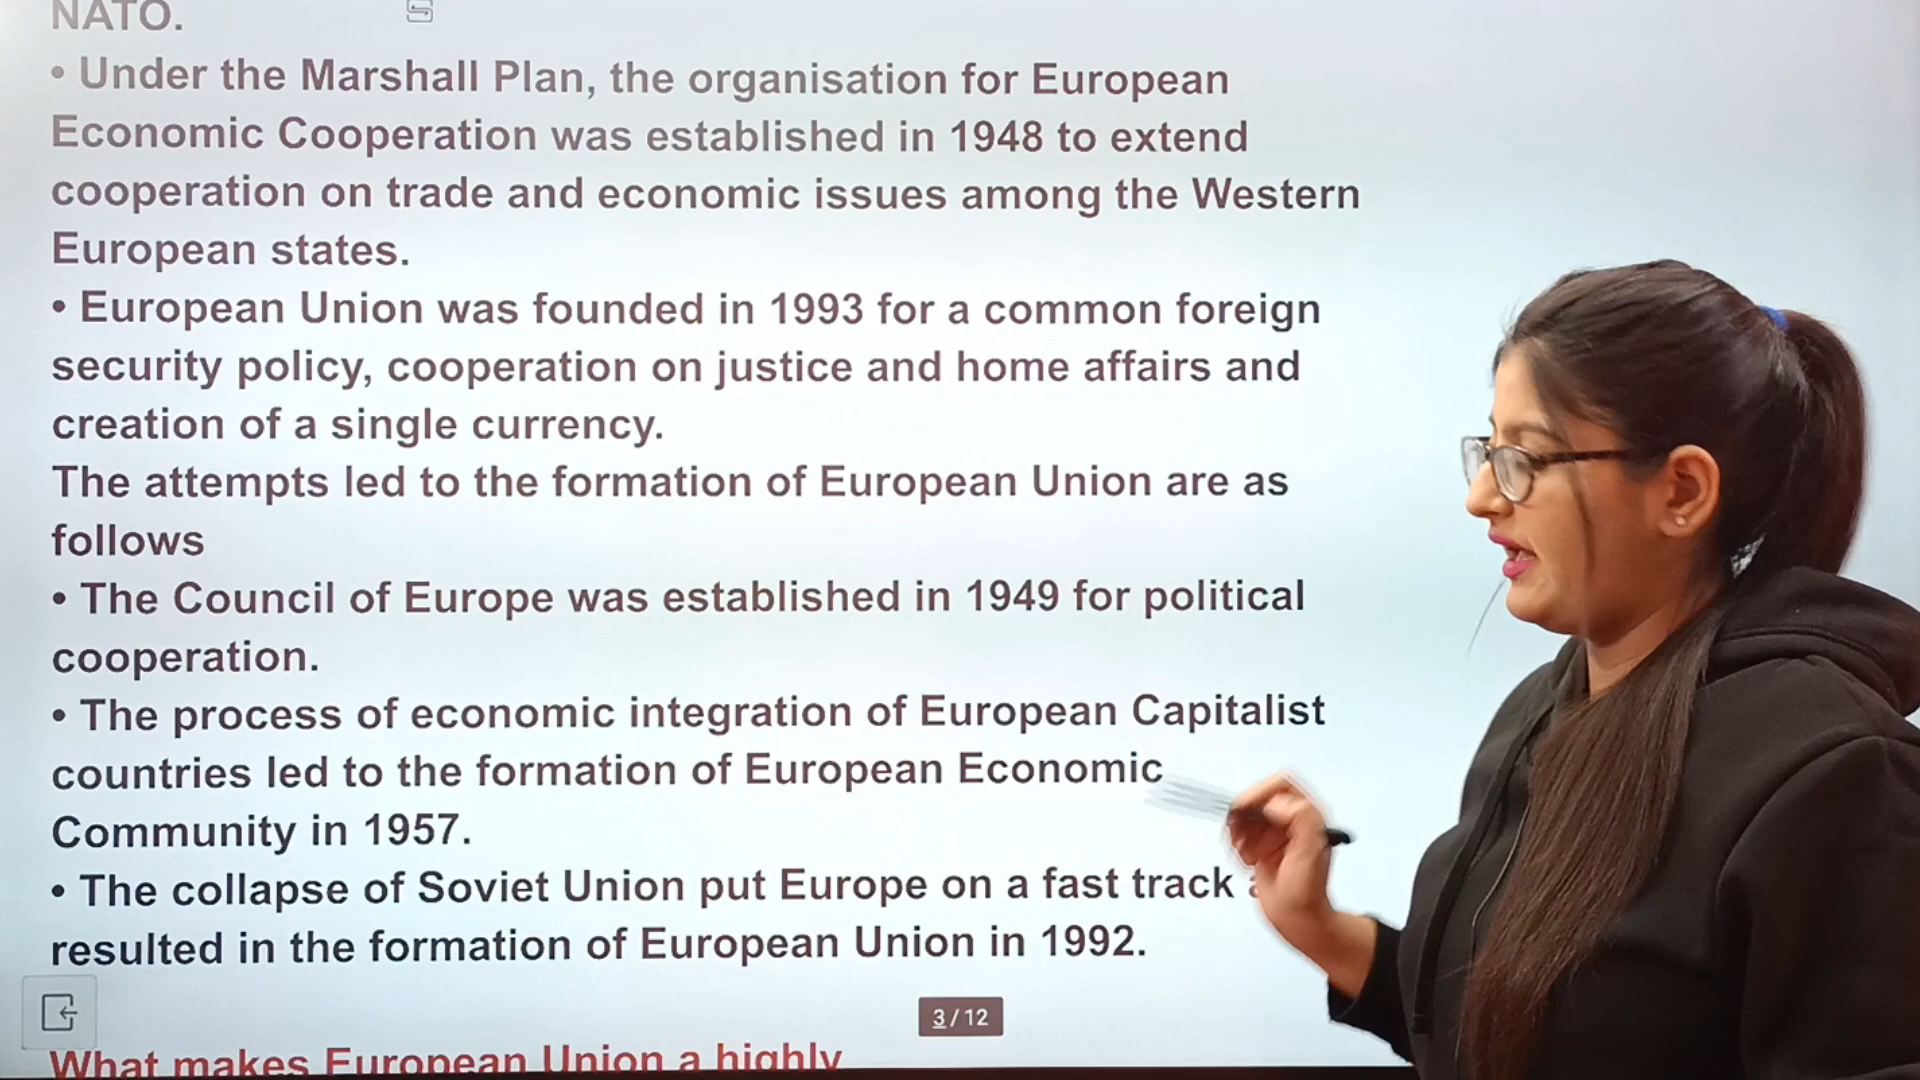 NATO.
• Under the Marshall Plan, the organisation for European
Economic Cooperation was established in 1948 to extend
cooperation on trade and economic issues among the Western
European states.
• European Union was founded in 1993 for a common foreign
security policy, cooperation on justice and home affairs and
creation of a single currency.
The attempts led to the formation of European Union are as
follows
• The Council of Europe was established in 1949 for political
cooperation.
• The process of economic integration of European Capitalist
countries led to the formation of European Economic
Community in 1957.
• The collapse of Soviet Union put Europe on a fast track
resulted in the formation of European Union in 1992.
3 / 12
What makes European Union a highly